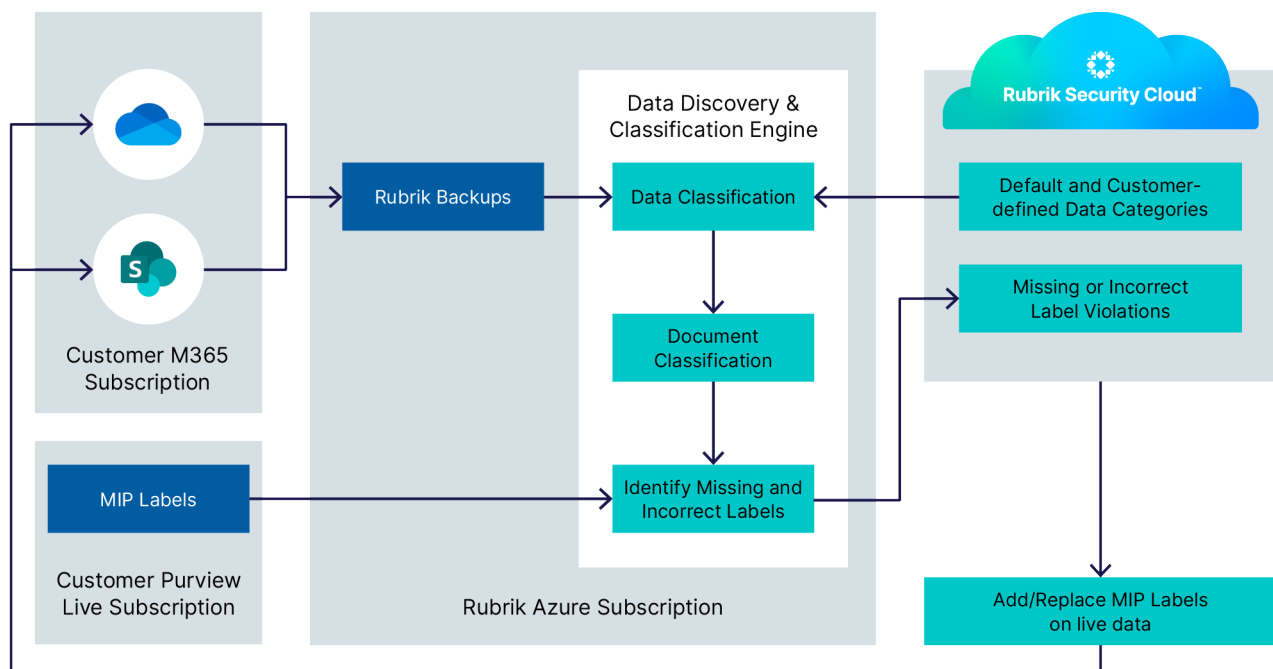 S
Customer M365
Subscription
MIP Labels
Customer Purview
Live Subscription
Rubrik Backups
Data Discovery &
Classification Engine
Data Classification
Document
Classification
Identify Missing and
Incorrect Labels
Rubrik Azure Subscription
Rubrik Security Cloud™
Default and Customer-
defined Data Categories
Missing or Incorrect
Label Violations
Add/Replace MIP Labels
on live data